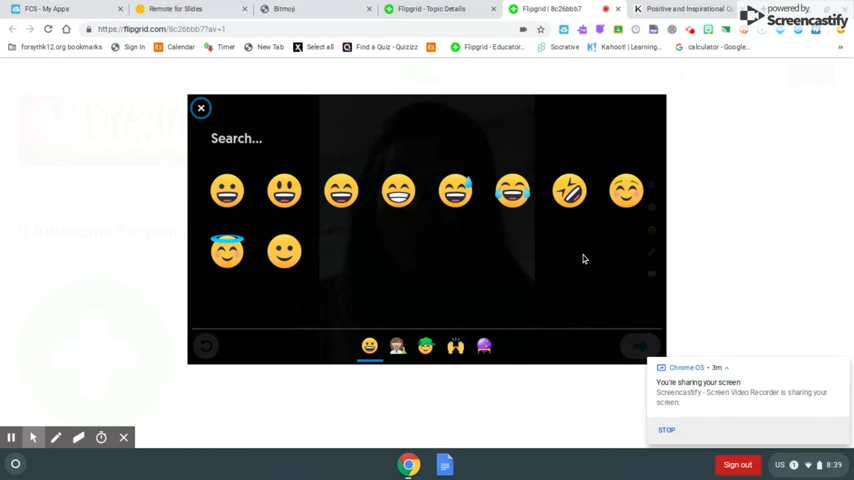 FCS - My Apps
Remote for Slides
Bitmoji
Flipgrid - Topic Details
Flipgrid | 8c26bbb7
Positive and Inspirational Qu
powered by
Screencastify
https://flipgrid.com/8c26bbb7?av=1
forsythk12.org bookmarks
Sign In
Calendar
Timer
New Tab
Select all
Find a Quiz - Quizizz
Flipgrid - Educator...
Socrative
Kahoot! | Learning...
calculator - Google...
Search...
Chrome OS • 3m
You're sharing your screen
Screencastify - Screen Video Recorder is sharing your
screen.
STOP
Sign out
US
8:39